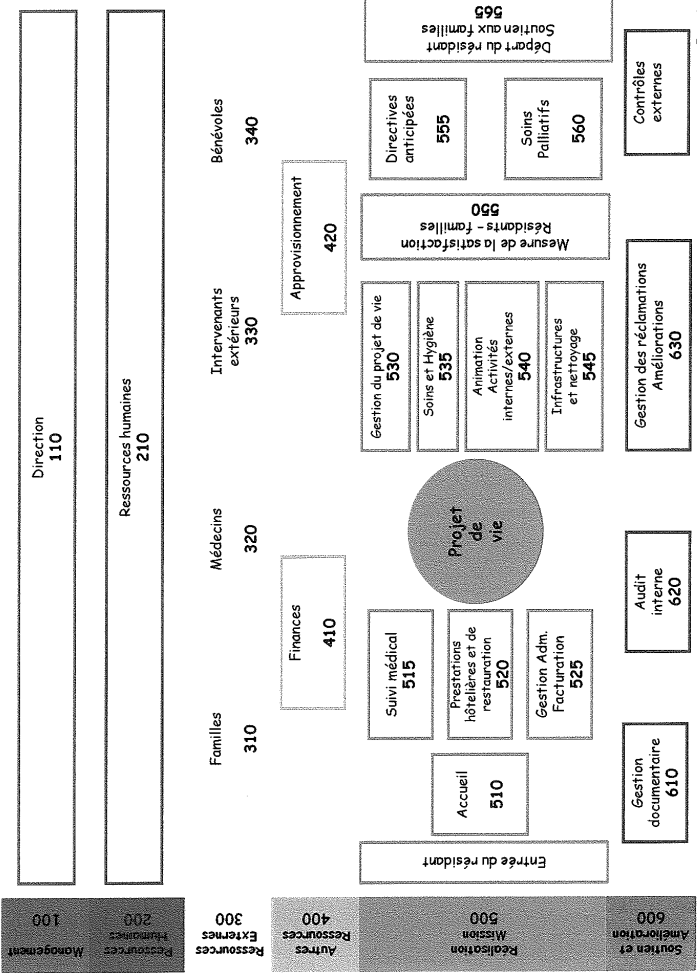 Management
100
Direction
110
Ressources
Humaines
200
Ressources humaines
210
Ressources
Externes
300
Familles
310
Médecins
320
Intervenants
extérieurs
330
Bénévoles
340
Autres
Ressources
400
Finances
410
Approvisionnement
420
Réalisation
Mission
500
Entrée du résidant
Accueil
510
Suivi médical
515
Prestations
hôtelières et de
restauration
520
Gestion Adm.
Facturation
525
Projet
de
vie
Gestion du projet de vie
530
Soins et Hygiène
535
Animation
Activités
internes/externes
540
Infrastructures
et nettoyage
545
Mesure de la satisfaction
Résidants - familles
550
Directives
anticipées
555
Soins
Palliatifs
560
Départ du résidant
Soutien aux familles
565
Soutien et
Amélioration
600
Gestion
documentaire
610
Audit
interne
620
Gestion des réclamations
Améliorations
630
Contrôles
externes